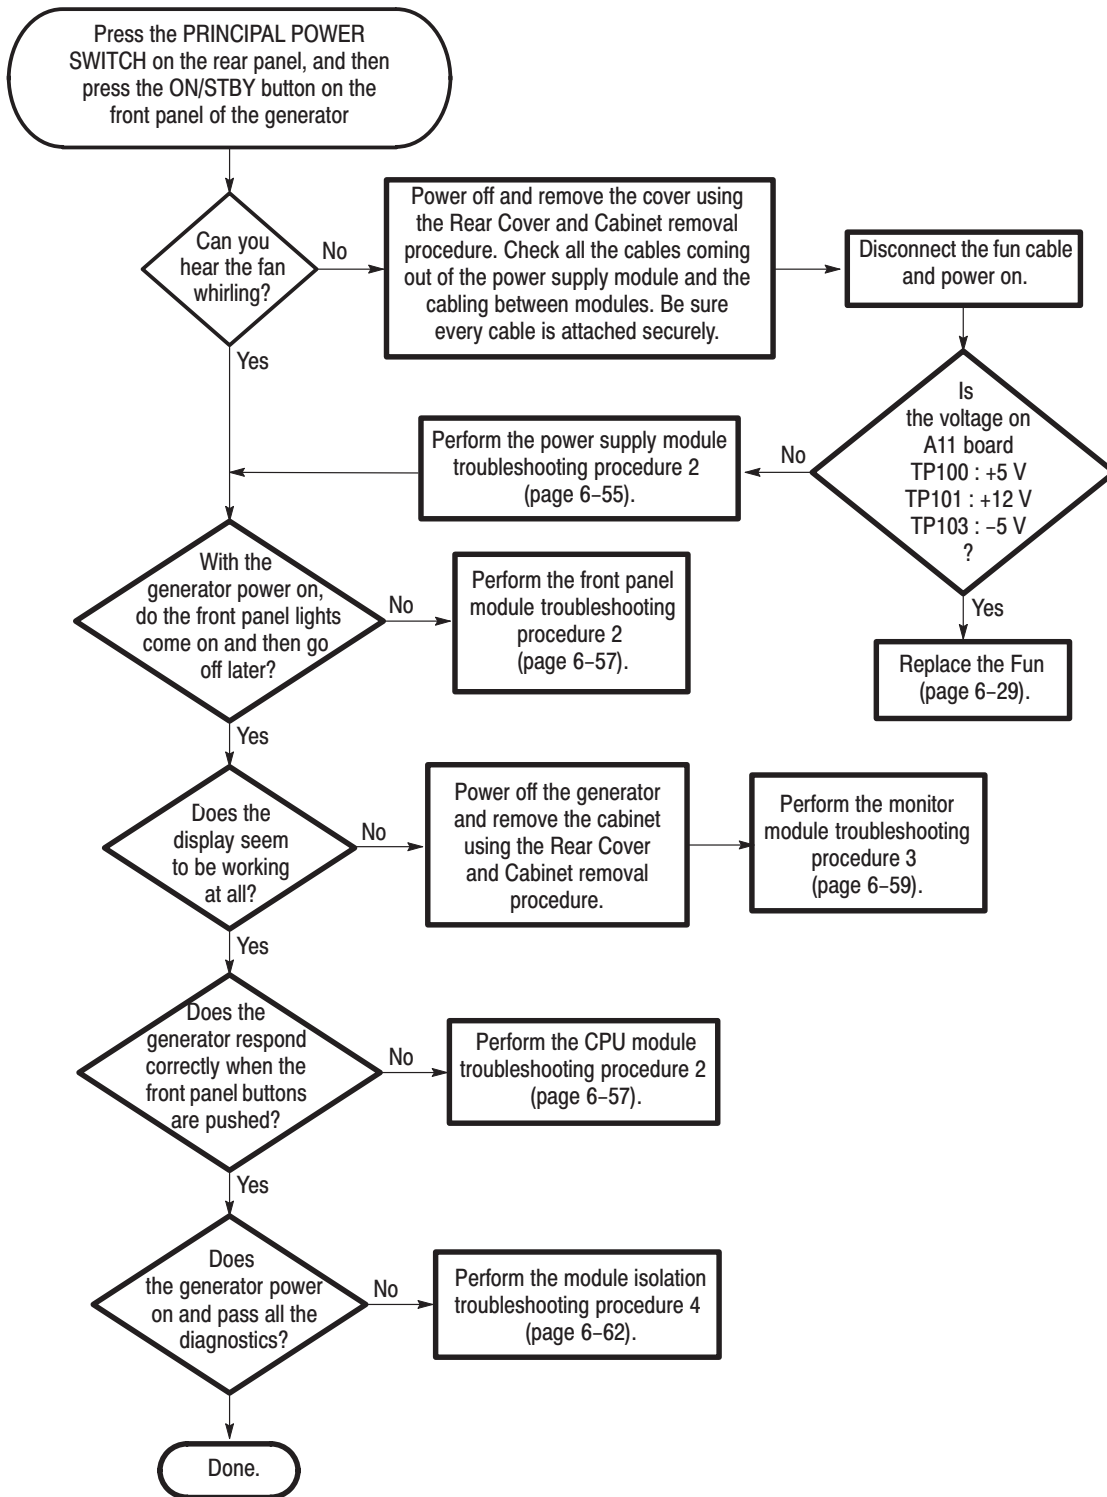 Press the PRINCIPAL POWER
SWITCH on the rear panel, and then
press the ON/STBY button on the
front panel of the generator
Can you
hear the fan
whirling?
No
Power off and remove the cover using
the Rear Cover and Cabinet removal
procedure. Check all the cables coming
out of the power supply module and the
cabling between modules. Be sure
every cable is attached securely.
Disconnect the fun cable
and power on.
Yes
Is
the voltage on
A11 board
TP100 : +5 V
TP101 : +12 V
TP103 : –5 V
?
No
Perform the power supply module
troubleshooting procedure 2
(page 6–55).
Yes
Replace the Fun
(page 6–29).
With the
generator power on,
do the front panel lights
come on and then go
off later?
No
Perform the front panel
module troubleshooting
procedure 2
(page 6–57).
Yes
Does the
display seem
to be working
at all?
No
Power off the generator
and remove the cabinet
using the Rear Cover
and Cabinet removal
procedure.
Perform the monitor
module troubleshooting
procedure 3
(page 6–59).
Yes
Does the
generator respond
correctly when the
front panel buttons
are pushed?
No
Perform the CPU module
troubleshooting procedure 2
(page 6–57).
Yes
Does
the generator power
on and pass all the
diagnostics?
No
Perform the module isolation
troubleshooting procedure 4
(page 6–62).
Done.